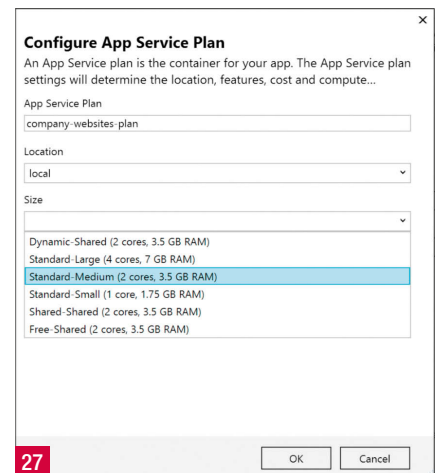 Configure App Service Plan
An App Service plan is the container for your app. The App Service plan
settings will determine the location, features, cost and compute...
App Service Plan
company-websites-plan
Location
local
Size
Dynamic-Shared (2 cores, 3.5 GB RAM)
Standard-Large (4 cores, 7 GB RAM)
Standard-Medium (2 cores, 3.5 GB RAM)
Standard-Small (1 core, 1.75 GB RAM)
Shared-Shared (2 cores, 3.5 GB RAM)
Free-Shared (2 cores, 3.5 GB RAM)
27
OK
Cancel